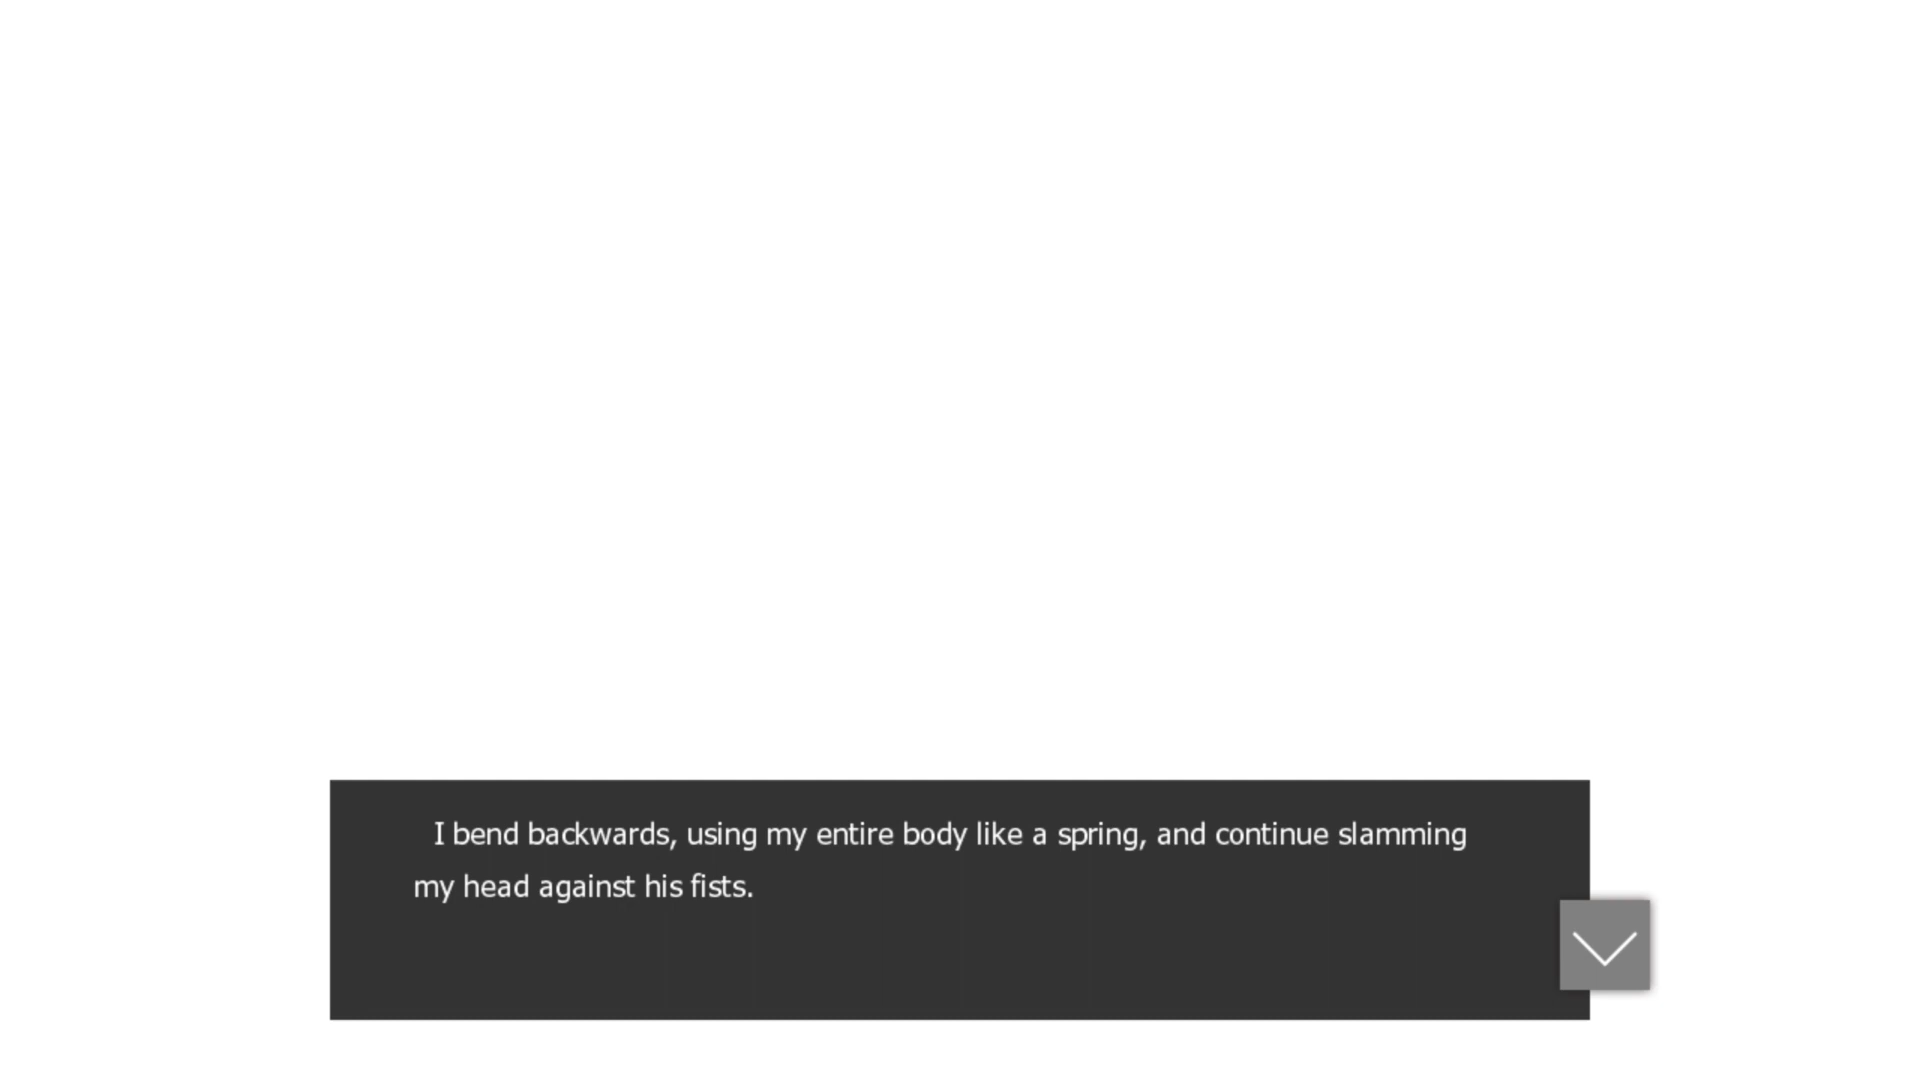 I bend backwards, using my entire body like a spring, and continue slamming
my head against his fists.